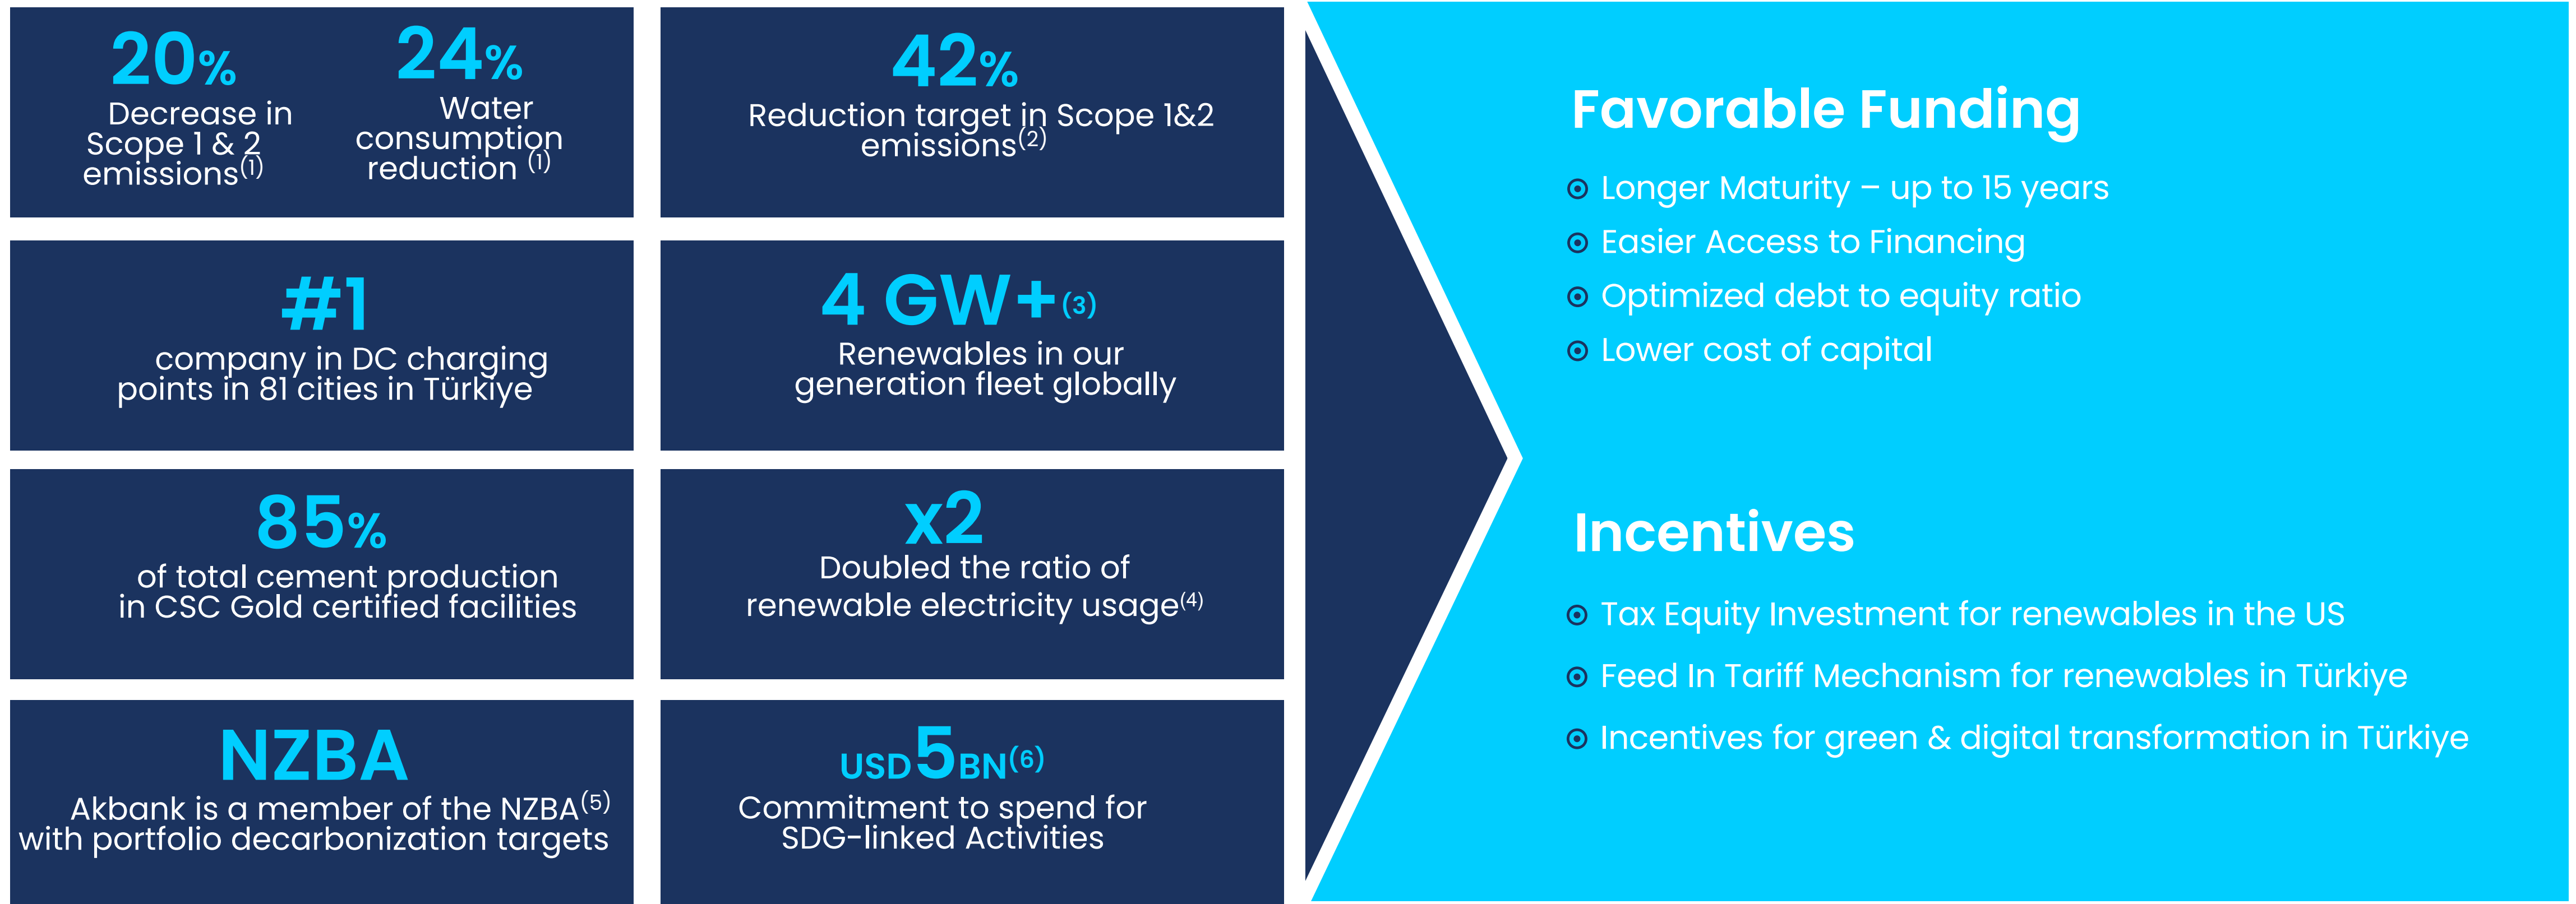 20%
Decrease in
Scope 1 & 2
emissions(1)
24%
Water
consumption
reduction (1)
42%
Reduction target in Scope 1&2
emissions(2)
#1
company in DC charging
points in 81 cities in Türkiye
4 GW+(3)
Renewables in our
generation fleet globally
85%
of total cement production
in CSC Gold certified facilities
x2
Doubled the ratio of
renewable electricity usage(4)
NZBA
Akbank is a member of the NZBA(5)
with portfolio decarbonization targets
USD5BN(6)
Commitment to spend for
SDG-linked Activities
Favorable Funding
Longer Maturity – up to 15 years
Easier Access to Financing
Optimized debt to equity ratio
Lower cost of capital
Incentives
Tax Equity Investment for renewables in the US
Feed In Tariff Mechanism for renewables in Türkiye
Incentives for green & digital transformation in Türkiye